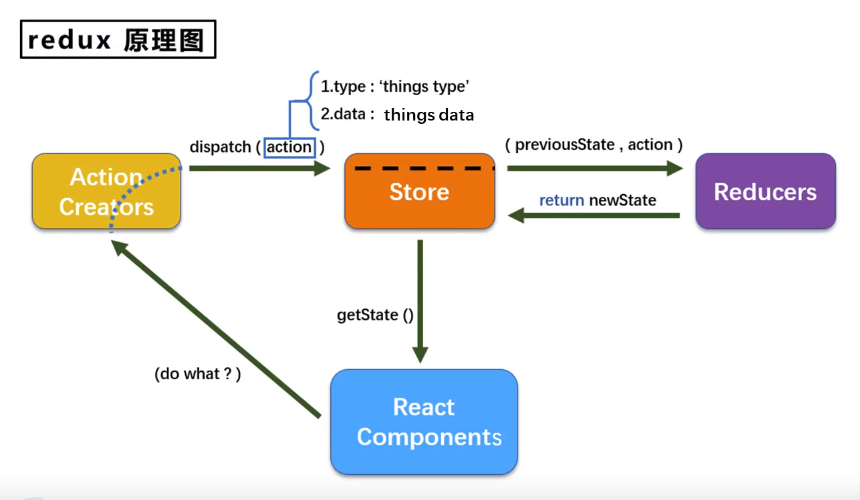 redux 原理图
1.type : ‘things type’
2.data : things data
dispatch ( action )
( previousState , action )
Action
Creators
Store
Reducers
return newState
getState ()
(do what ? )
React
Components